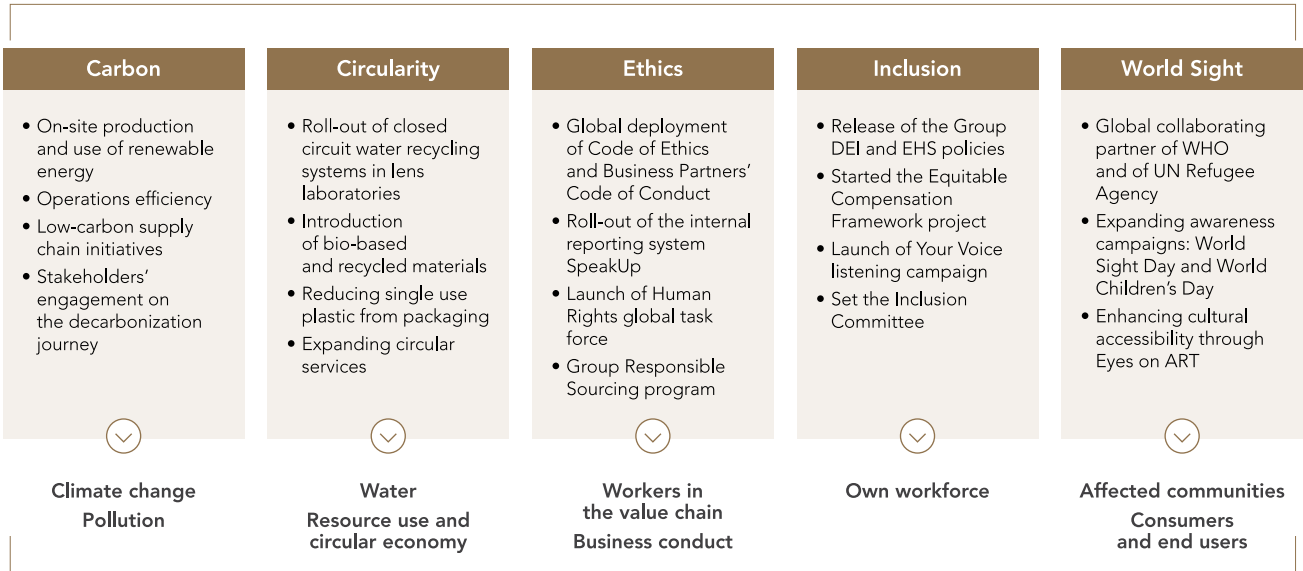 Carbon
• On-site production
and use of renewable
energy
• Operations efficiency
• Low-carbon supply
chain initiatives
• Stakeholders’
engagement on
the decarbonization
journey
Climate change
Pollution
Circularity
• Roll-out of closed
circuit water recycling
systems in lens
laboratories
• Introduction
of bio-based
and recycled materials
• Reducing single use
plastic from packaging
• Expanding circular
services
Water
Resource use and
circular economy
Ethics
• Global deployment
of Code of Ethics
and Business Partners’
Code of Conduct
• Roll-out of the internal
reporting system
SpeakUp
• Launch of Human
Rights global task
force
• Group Responsible
Sourcing program
Workers in
the value chain
Business conduct
Inclusion
• Release of the Group
DEI and EHS policies
• Started the Equitable
Compensation
Framework project
• Launch of Your Voice
listening campaign
• Set the Inclusion
Committee
Own workforce
World Sight
• Global collaborating
partner of WHO
and of UN Refugee
Agency
• Expanding awareness
campaigns: World
Sight Day and World
Children’s Day
• Enhancing cultural
accessibility through
Eyes on ART
Affected communities
Consumers
and end users